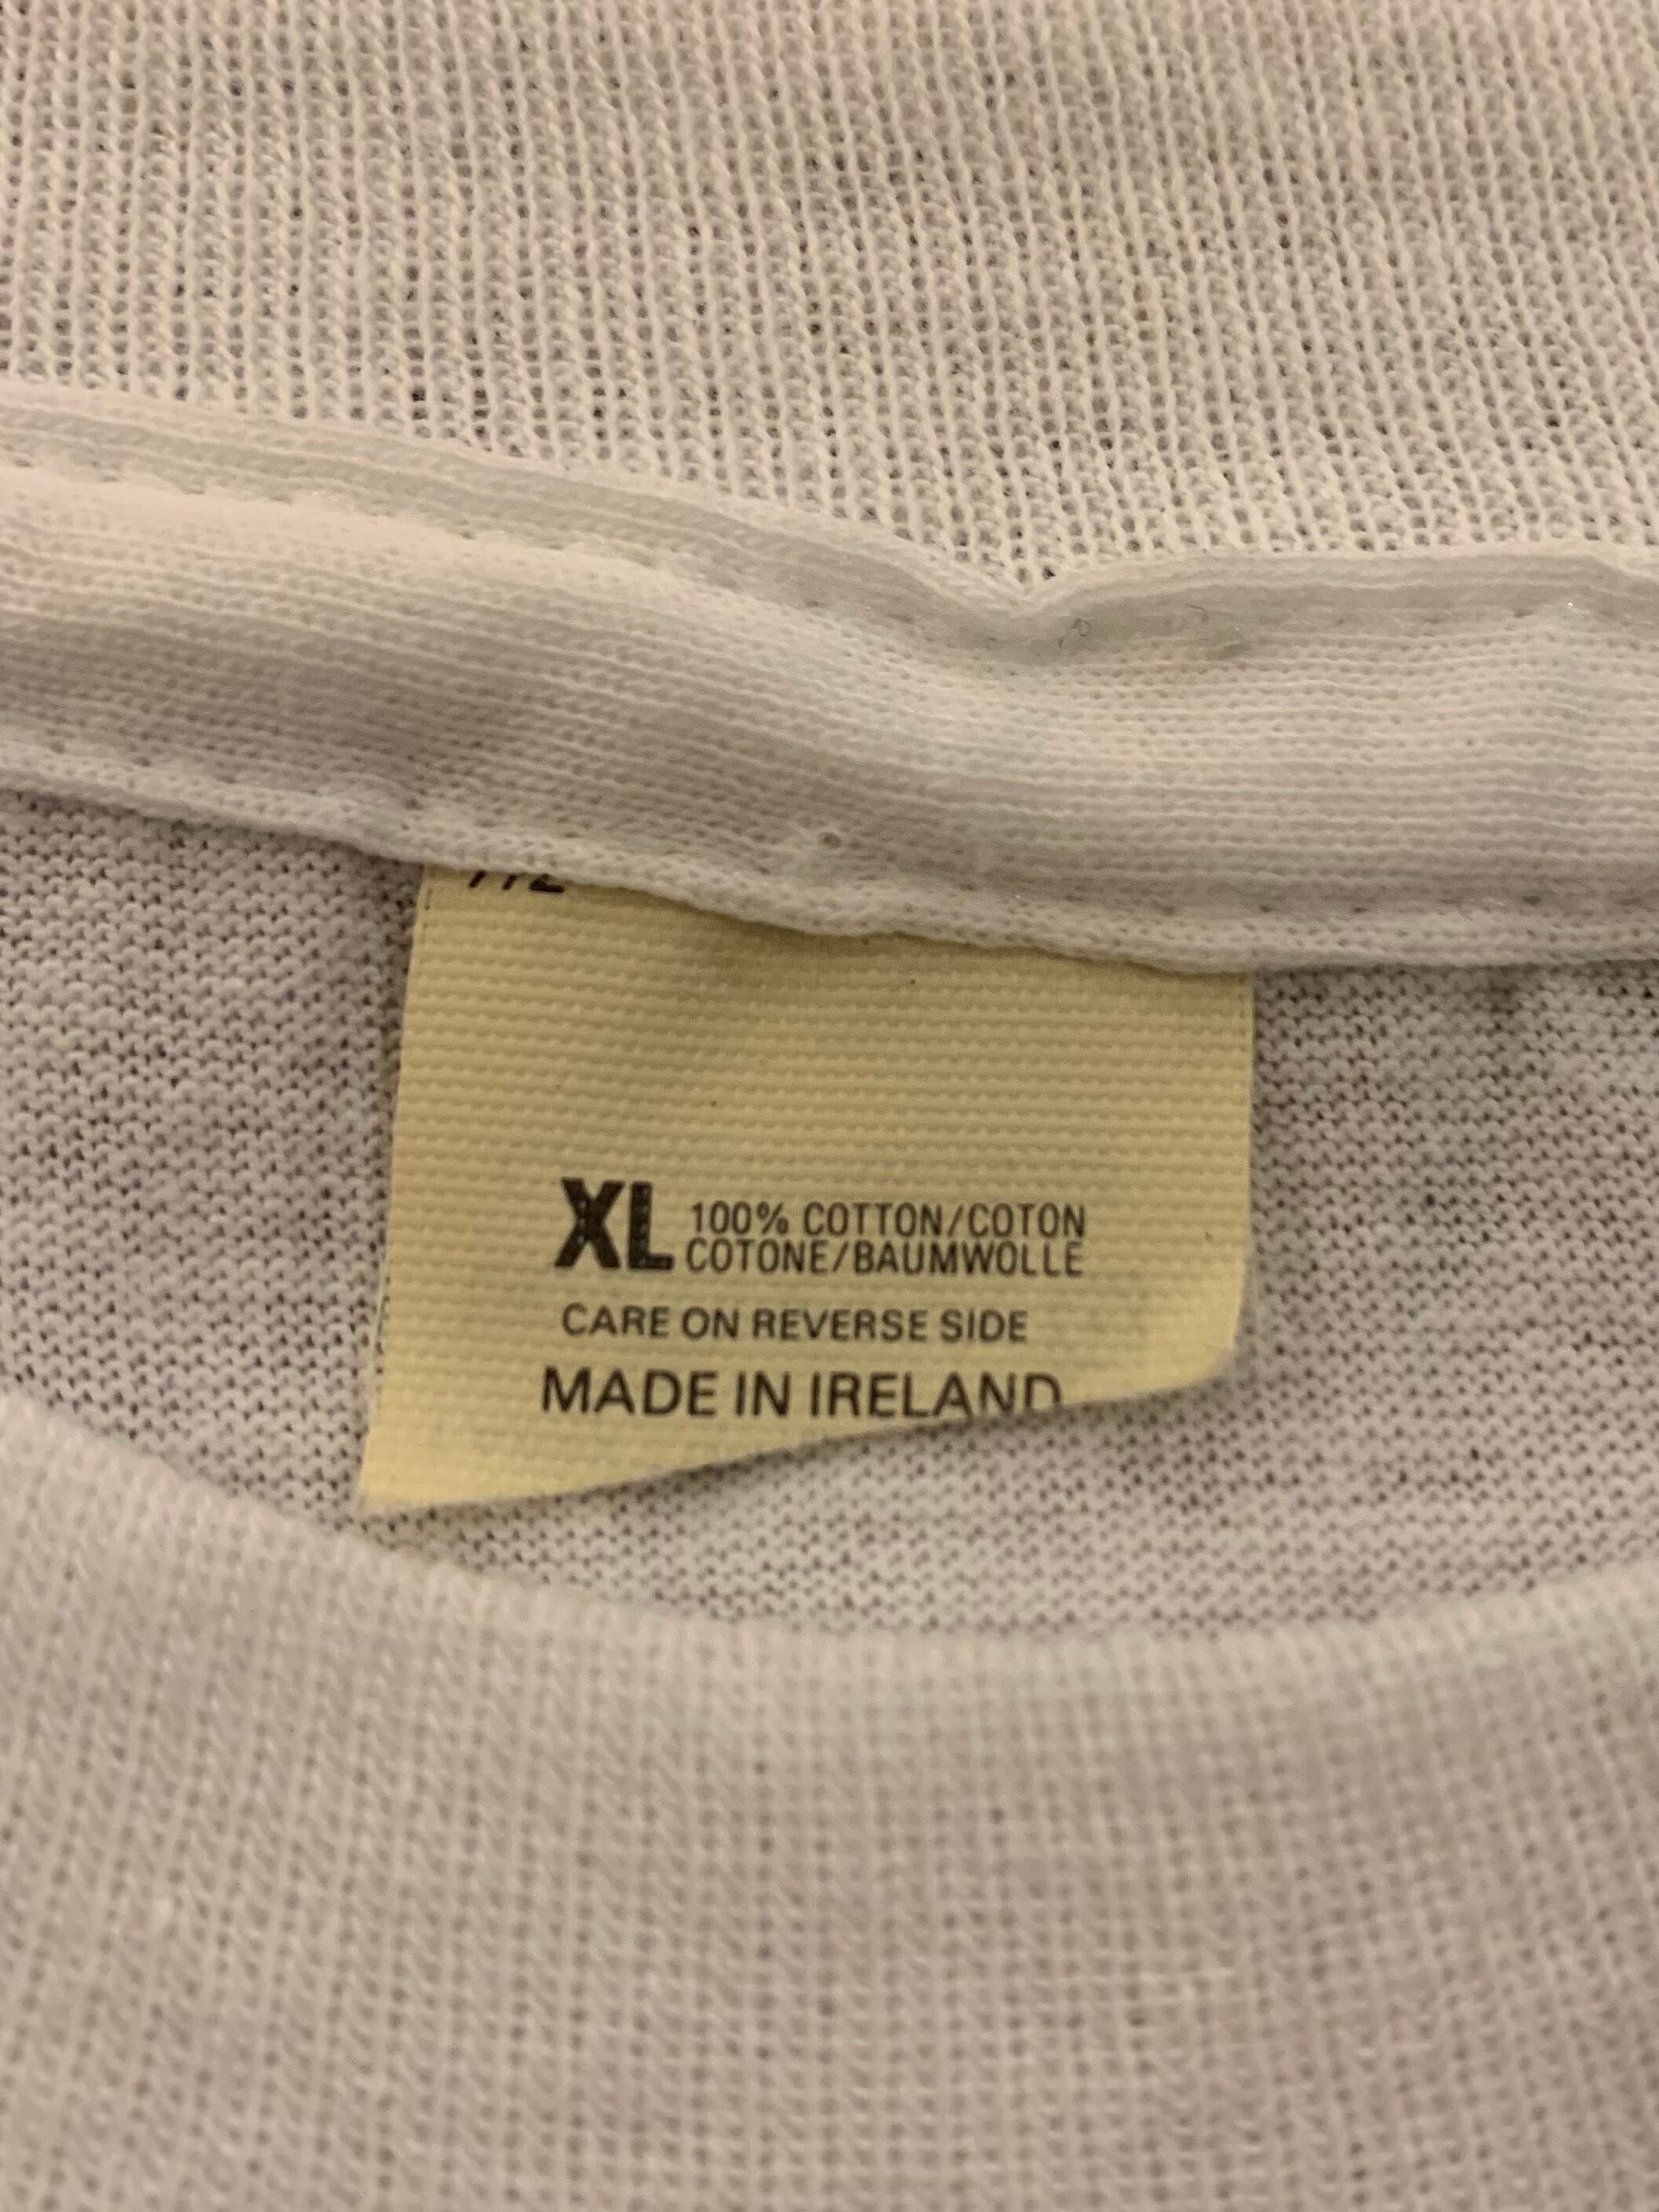 XL 100% COTTON/COTON
COTONE/BAUMWOLLE
CARE ON REVERSE SIDE
MADE IN IRELAND